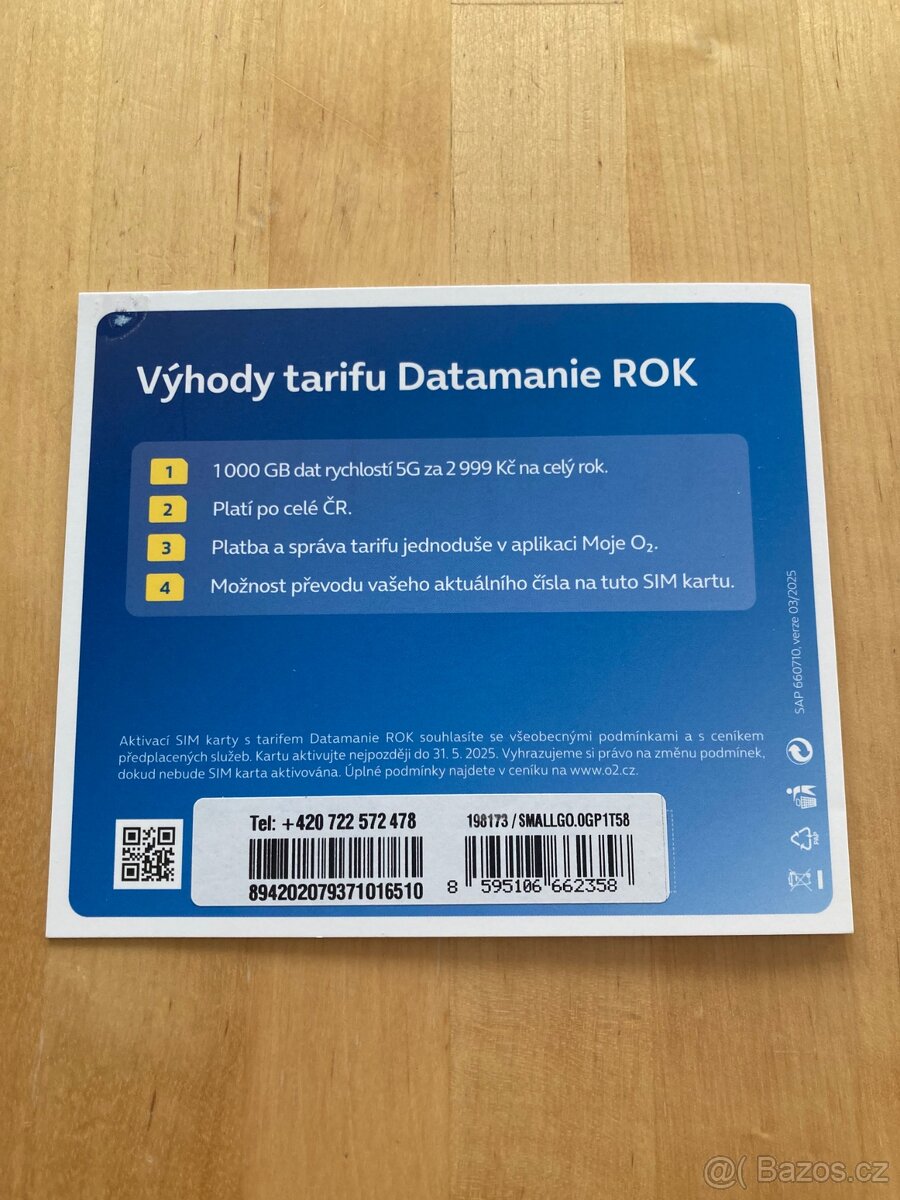 Výhody tarifu Datamanie ROK
1 1 000 GB dat rychlostí 5G za 2 999 Kč na celý rok.
2 Platí po celé ČR.
3 Platba a správa tarifu jednoduše v aplikaci Moje O₂.
4 Možnost převodu vašeho aktuálního čísla na tuto SIM kartu.
SAP 660710, verze 03/2025
Aktivací SIM karty s tarifem Datamanie ROK souhlasíte se všeobecnými podmínkami a s ceníkem
předplacených služeb. Kartu aktivujte nejpozději do 31. 5. 2025. Vyhrazujeme si právo na změnu podmínek,
dokud nebude SIM karta aktivována. Úplné podmínky najdete v ceníku na www.o2.cz.
Tel: +420 722 572 478
894202079371016510
198173 / SMALLGO.0GP1T58
8 595106 662358
PAP
@( Bazos.cz